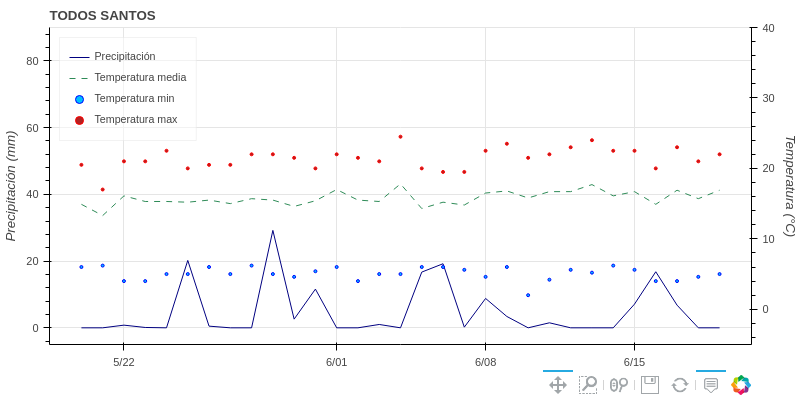 TODOS SANTOS
Precipitación
Temperatura media
Temperatura min
Temperatura max
Precipitación (mm)
80
60
40
20
0
Temperatura (°C)
40
30
20
10
0
5/22
6/01
6/08
6/15